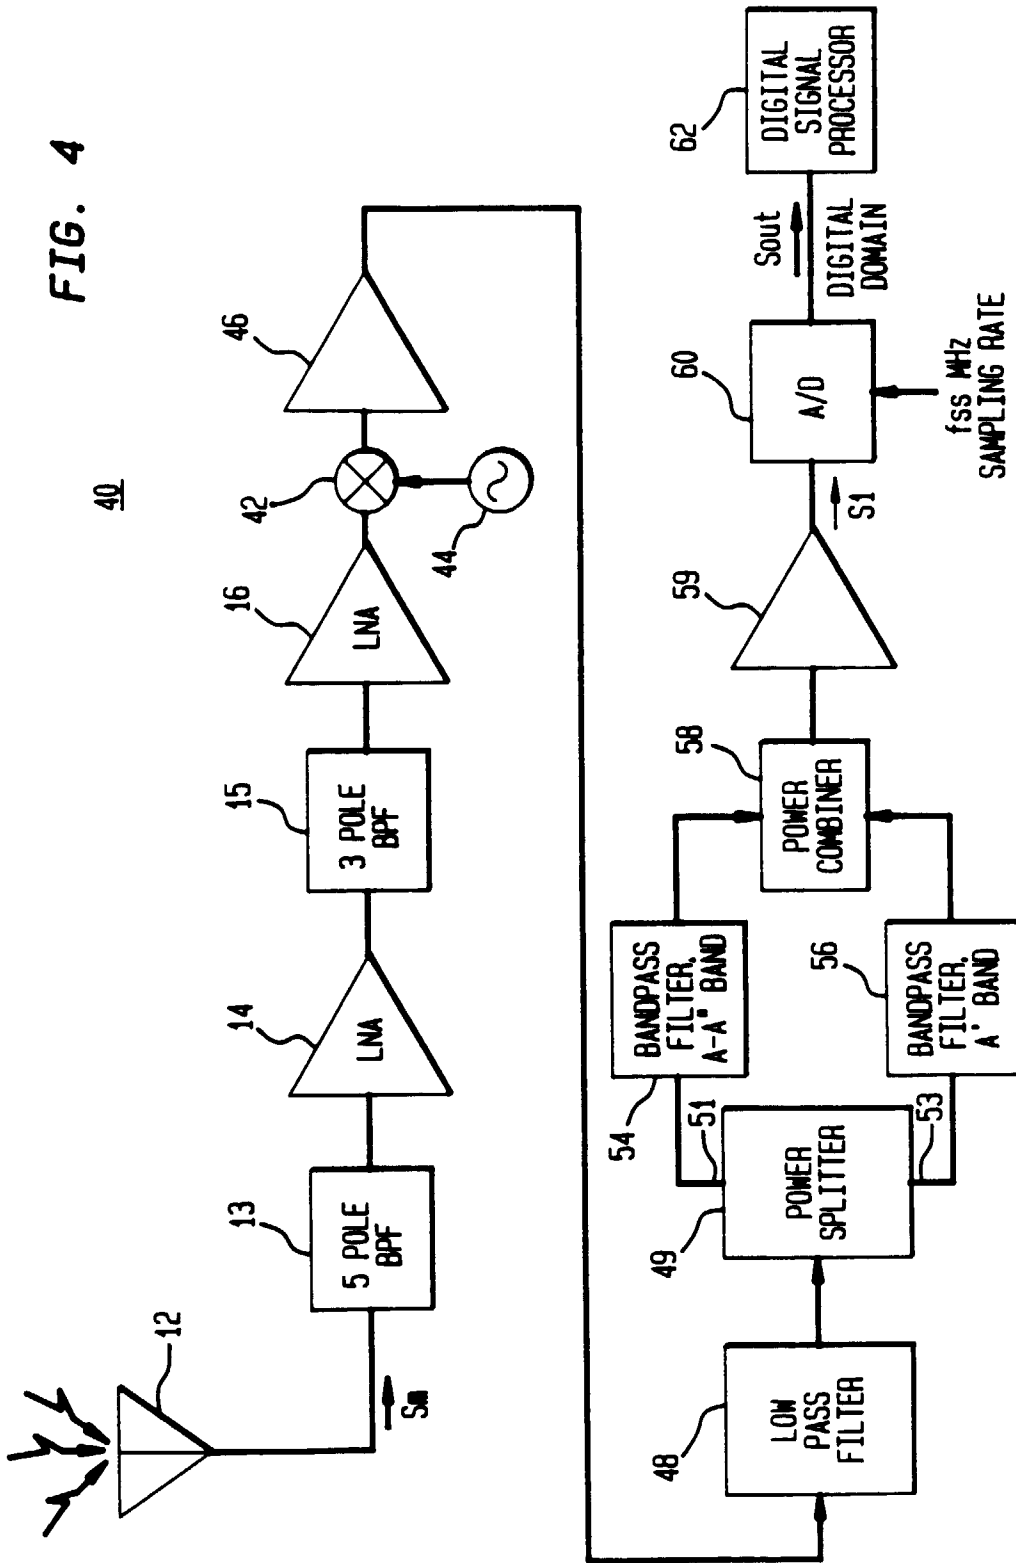 FIG. 4
40
12
Sm
13
5 POLE
BPF
14
LNA
15
3 POLE
BPF
16
LNA
42
44
46
48
LOW
PASS
FILTER
49
POWER
SPLITTER
51
53
54
BANDPASS
FILTER,
A-A" BAND
56
BANDPASS
FILTER,
A' BAND
58
POWER
COMBINER
59
S1
60
A/D
fss MHz
SAMPLING RATE
Sout
DIGITAL
DOMAIN
62
DIGITAL
SIGNAL
PROCESSOR